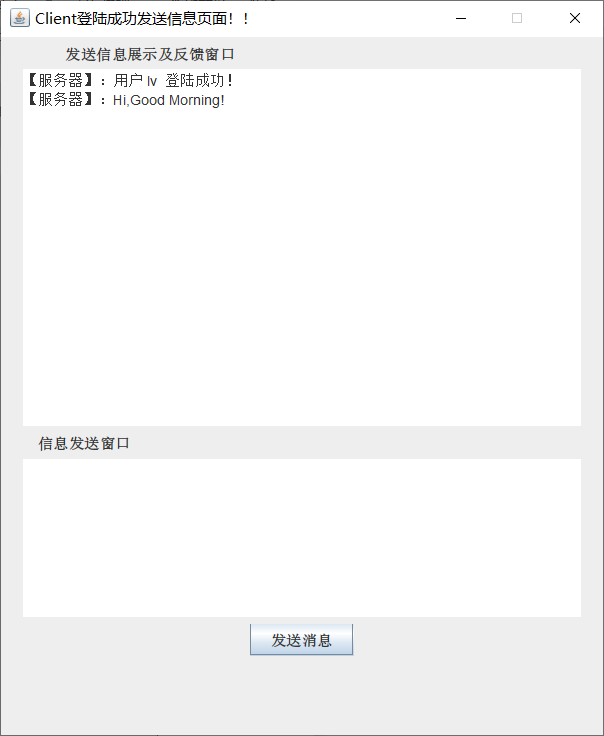 Client登陆成功发送信息页面！！
发送信息展示及反馈窗口
【服务器】：用户 lv  登陆成功！
【服务器】：Hi,Good Morning!
信息发送窗口
发送消息